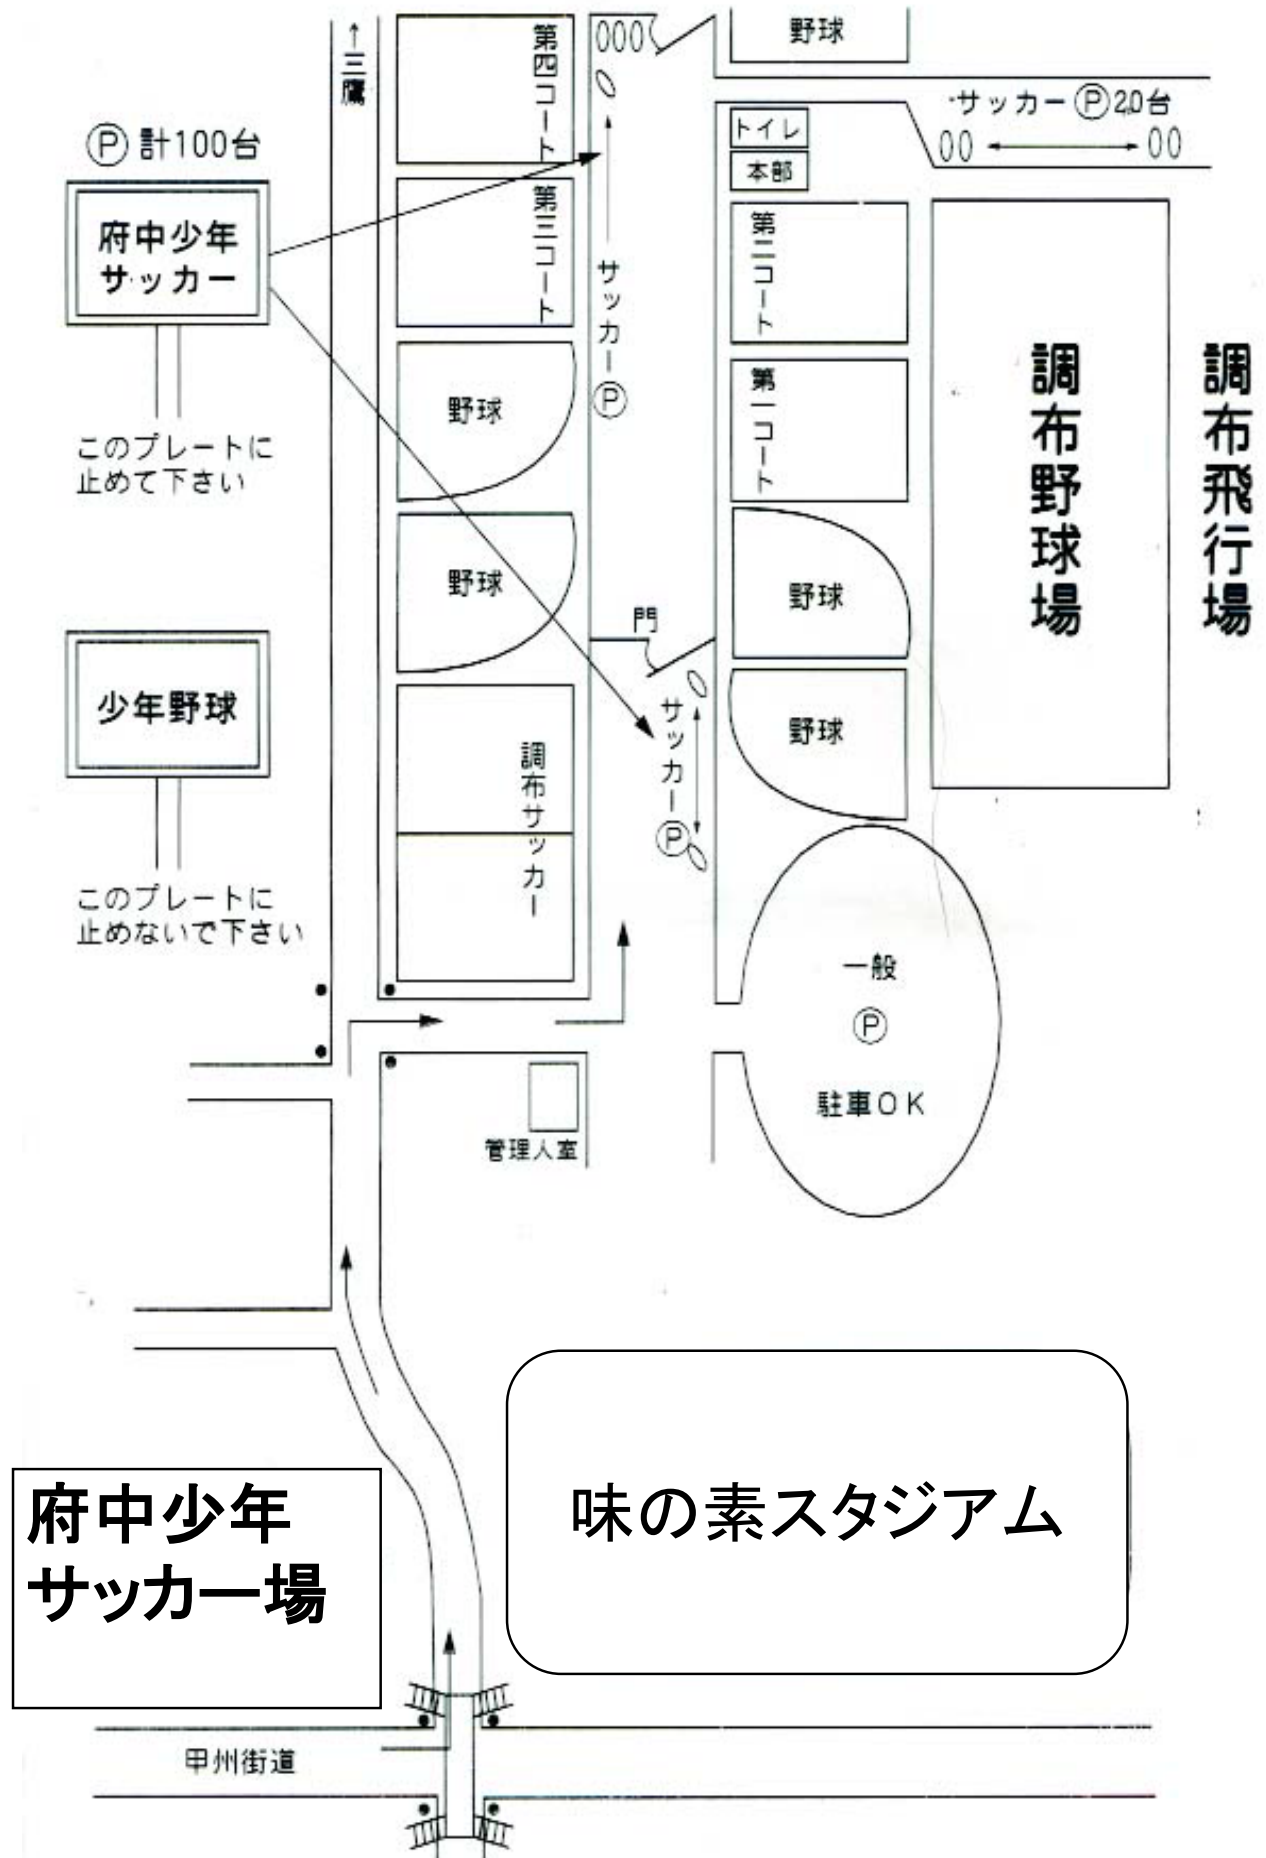 ↑三鷹
第四コート
野球
サッカーⓅ20台
Ⓟ計100台
トイレ
本部
府中少年
サッカー
第三コート
サッカーⓅ
第二コート
このプレートに
止めて下さい
野球
第一コート
調布野球場
調布飛行場
野球
野球
門
少年野球
サッカーⓅ
野球
調布サッカー
このプレートに
止めないで下さい
一般
Ⓟ
駐車OK
管理人室
府中少年
サッカー場
味の素スタジアム
甲州街道